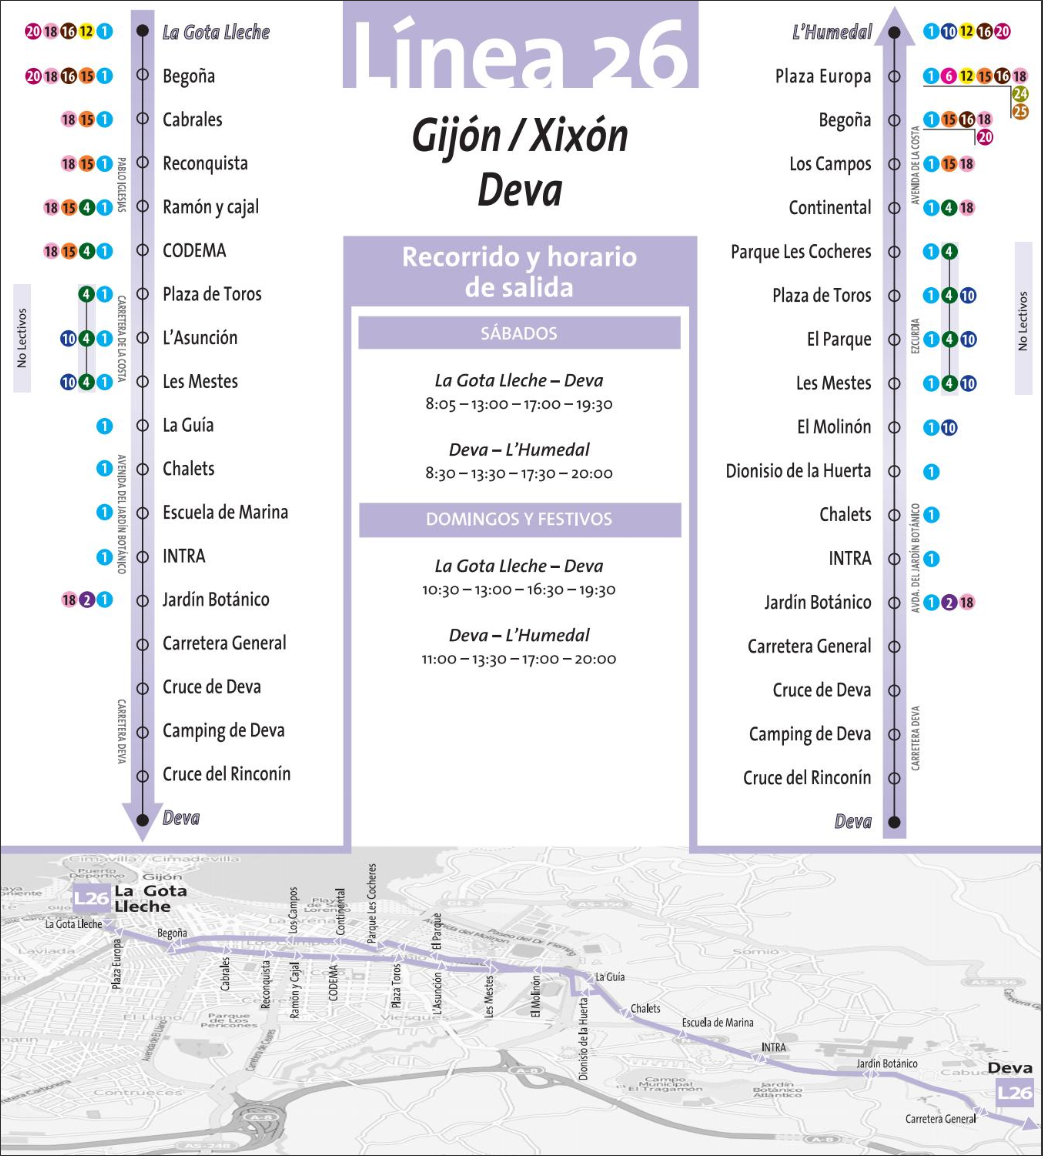 Línea 26
Gijón / Xixón
Deva
Recorrido y horario
de salida
SÁBADOS
La Gota Lleche – Deva
8:05 – 13:00 – 17:00 – 19:30
Deva – L'Humedal
8:30 – 13:30 – 17:30 – 20:00
DOMINGOS Y FESTIVOS
La Gota Lleche – Deva
10:30 – 13:00 – 16:30 – 19:30
Deva – L'Humedal
11:00 – 13:30 – 17:00 – 20:00
20 18 16 12 1 La Gota Lleche
20 18 16 15 1 Begoña
18 15 1 Cabrales
18 15 1 Reconquista
18 15 4 1 Ramón y cajal
18 15 4 1 CODEMA
4 1 Plaza de Toros
10 4 1 L'Asunción
10 4 1 Les Mestes
1 La Guía
1 Chalets
1 Escuela de Marina
1 INTRA
18 2 1 Jardín Botánico
Carretera General
Cruce de Deva
Camping de Deva
Cruce del Rinconín
Deva
No Lectivos
PABLO IGLESIAS
CARRETERA DE LA COSTA
AVENIDA DEL JARDÍN BOTÁNICO
CARRETERA DEVA
L'Humedal 1 10 12 16 20
Plaza Europa 1 6 12 15 16 18
24
25
Begoña 1 15 16 18
20
Los Campos 1 15 18
Continental 1 4 18
Parque Les Cocheres 1 4
Plaza de Toros 1 4 10
El Parque 1 4 10
Les Mestes 1 4 10
El Molinón 1 10
Dionisio de la Huerta 1
Chalets 1
INTRA 1
Jardín Botánico 1 2 18
Carretera General
Cruce de Deva
Camping de Deva
Cruce del Rinconín
Deva
AVENIDA DE LA COSTA
EZCURDIA
AVDA. DEL JARDÍN BOTÁNICO
CARRETERA DEVA
No Lectivos
Cimavilla / Cimadevilla
Puerto
Deportivo
Gijón
L26
La Gota
Lleche
La Gota Lleche
Plaza Europa
Begoña
Cabrales
Reconquista
Los Campos
Ramón y Cajal
Continental
CODEMA
Parque Les Cocheres
Plaza Toros
El Parque
L'Asunción
Les Mestes
El Molinón
Dionisio de la Huerta
La Guía
Chalets
Escuela de Marina
INTRA
Jardín Botánico
Carretera General
Deva
L26
Laviada
El Llano
Parque
de Los
Pericones
Contrueces
Viesques
Somio
Campo
Municipal
El Tragamón
Jardín
Botánico
Atlántico
A-8
A-8
A-8
AS-248